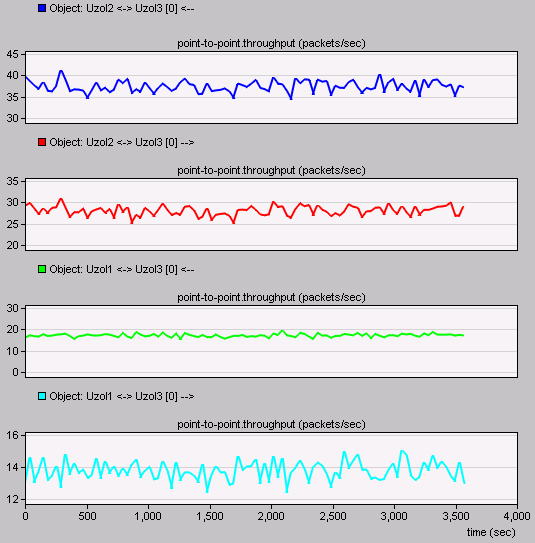 Object: Uzol2 <-> Uzol3 [0] <--
point-to-point.throughput (packets/sec)
45
40
35
30
Object: Uzol2 <-> Uzol3 [0] -->
point-to-point.throughput (packets/sec)
35
30
25
20
Object: Uzol1 <-> Uzol3 [0] <--
point-to-point.throughput (packets/sec)
30
20
10
0
Object: Uzol1 <-> Uzol3 [0] -->
point-to-point.throughput (packets/sec)
16
14
12
0 500 1,000 1,500 2,000 2,500 3,000 3,500 4,000
time (sec)